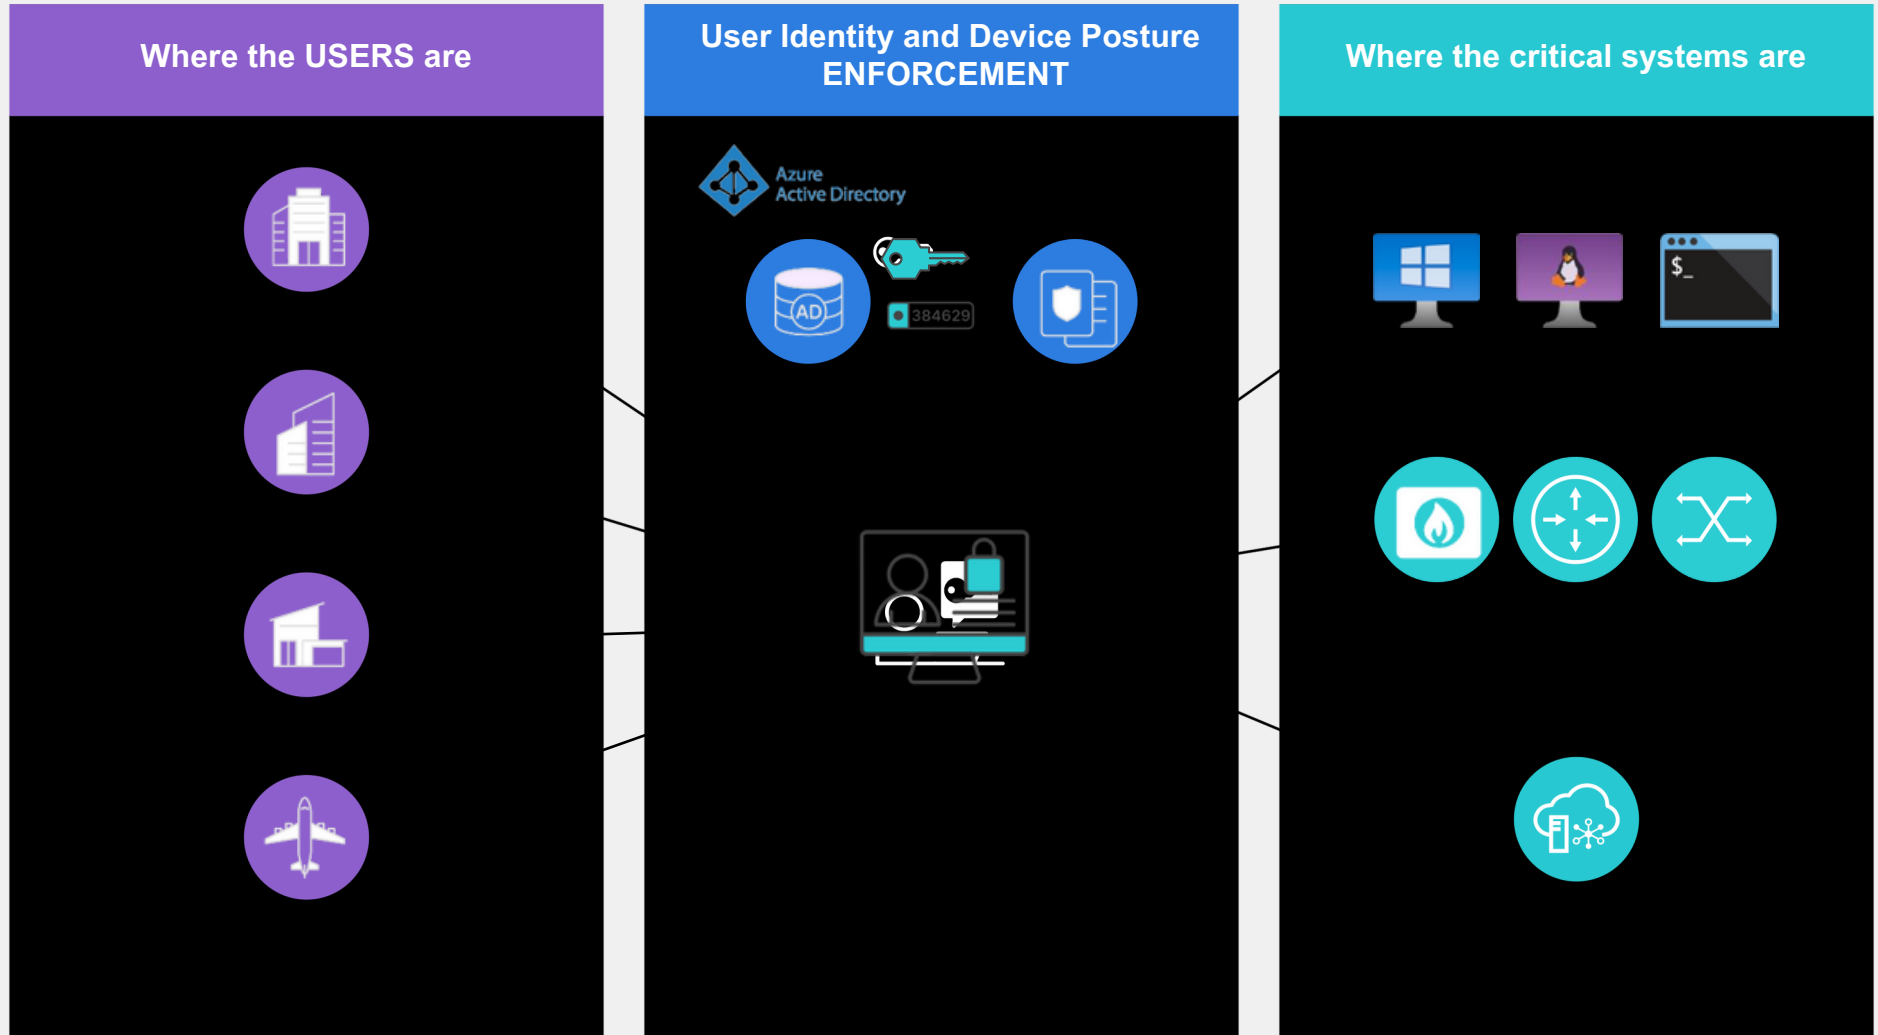 Where the USERS are
User Identity and Device Posture
ENFORCEMENT
Where the critical systems are
Azure
Active Directory
AD
384629
$_